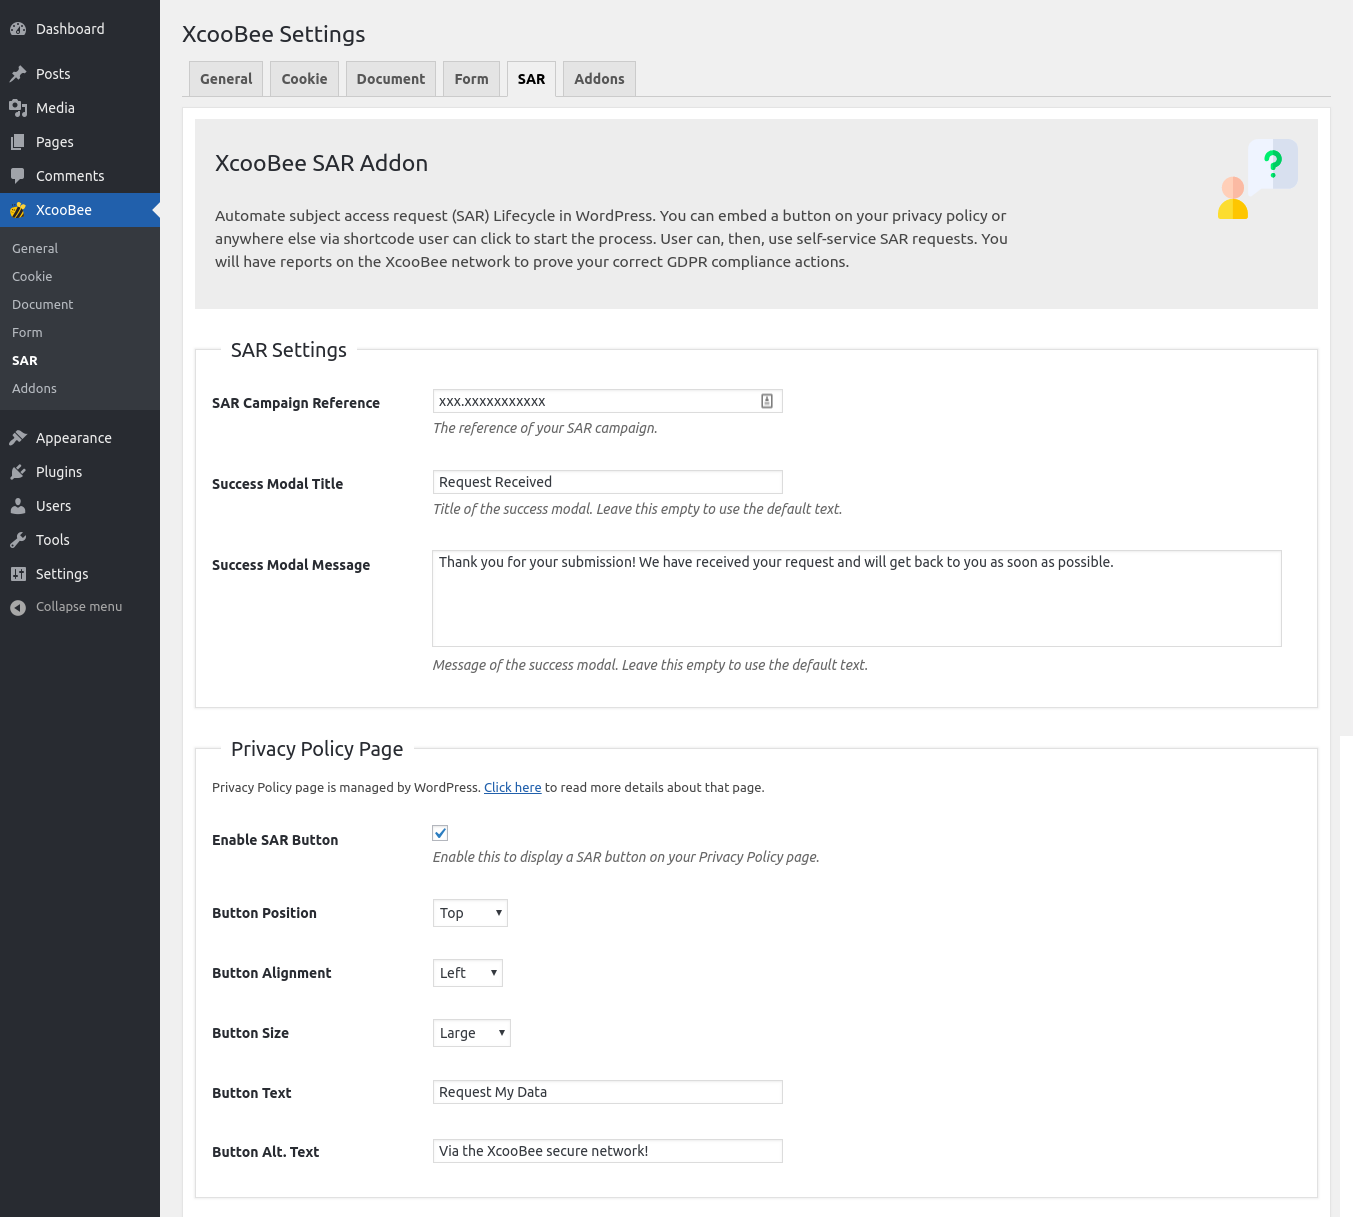 Dashboard
Posts
Media
Pages
Comments
XcooBee
General
Cookie
Document
Form
SAR
Addons
Appearance
Plugins
Users
Tools
Settings
Collapse menu
XcooBee Settings
General Cookie Document Form SAR Addons
XcooBee SAR Addon
?
Automate subject access request (SAR) Lifecycle in WordPress. You can embed a button on your privacy policy or
anywhere else via shortcode user can click to start the process. User can, then, use self-service SAR requests. You
will have reports on the XcooBee network to prove your correct GDPR compliance actions.
SAR Settings
SAR Campaign Reference xxx.xxxxxxxxxxx
The reference of your SAR campaign.
Success Modal Title Request Received
Title of the success modal. Leave this empty to use the default text.
Success Modal Message Thank you for your submission! We have received your request and will get back to you as soon as possible.
Message of the success modal. Leave this empty to use the default text.
Privacy Policy Page
Privacy Policy page is managed by WordPress. Click here to read more details about that page.
Enable SAR Button
Enable this to display a SAR button on your Privacy Policy page.
Button Position Top
Button Alignment Left
Button Size Large
Button Text Request My Data
Button Alt. Text Via the XcooBee secure network!